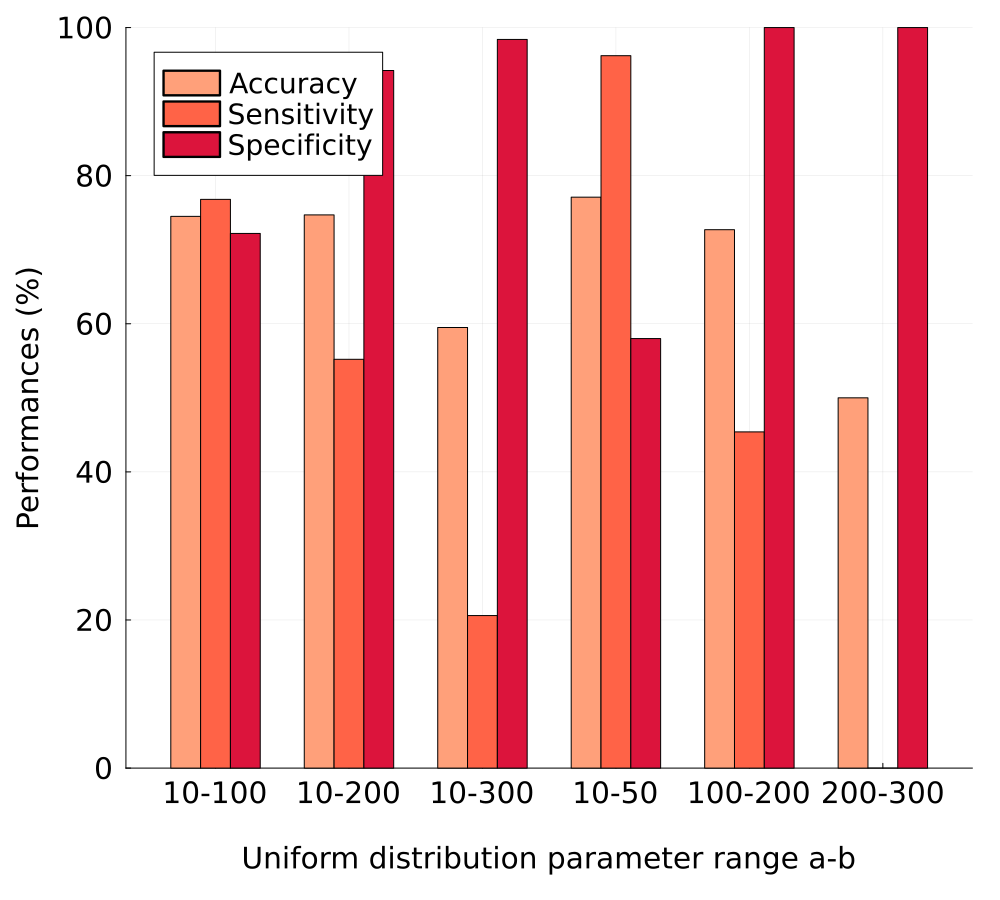 100
80
60
40
20
0
Performances (%)
Accuracy
Sensitivity
Specificity
10-100 10-200 10-300 10-50 100-200 200-300
Uniform distribution parameter range a-b